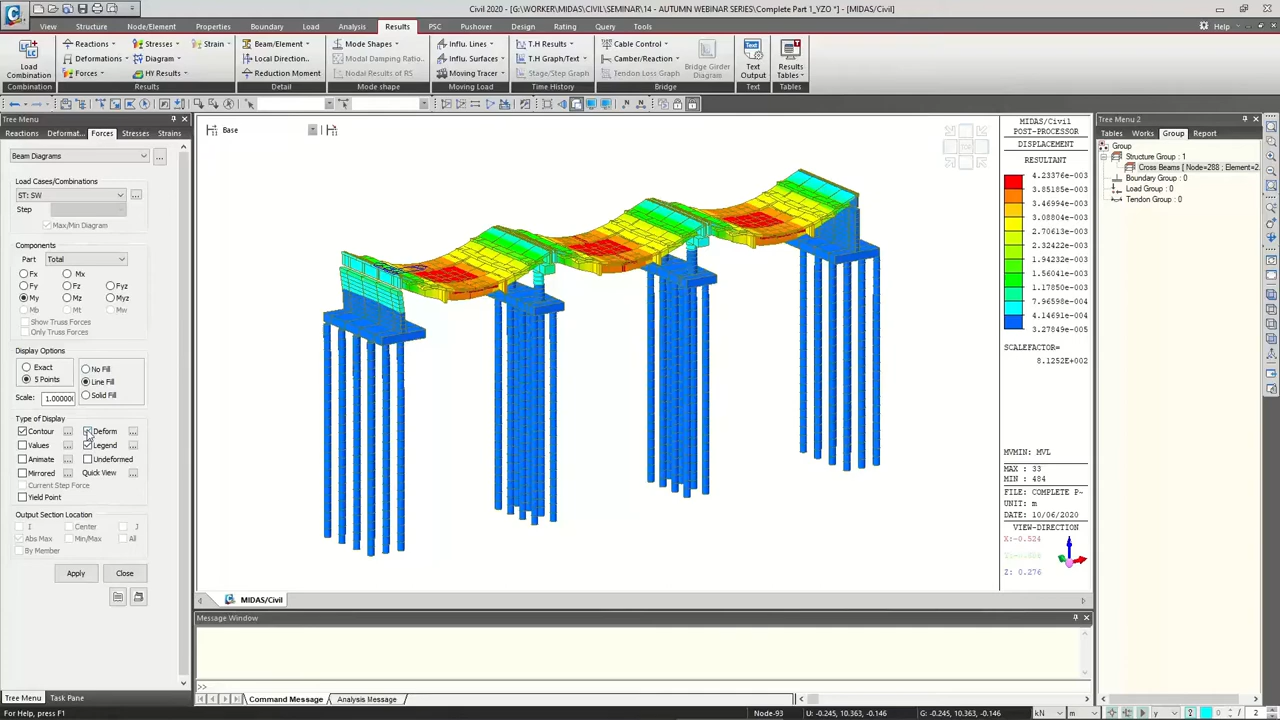 Civil 2020 - [G:\WORKER\MIDAS\CIVIL\SEMINAR\14 - AUTUMN WEBINAR SERIES\Complete Part 1_YZO *] - [MIDAS/Civil]
View Structure Node/Element Properties Boundary Load Analysis Results PSC Pushover Design Rating Query Tools Help
Load Combination
Combination
Reactions
Deformations
Forces
Stresses
Diagram
HY Results
Strain
Results
Beam/Element
Local Direction..
Reduction Moment
Detail
Mode Shapes
Modal Damping Ratio..
Nodal Results of RS
Mode shape
Influ. Lines
Influ. Surfaces
Moving Tracer
Moving Load
T.H Results
T.H Graph/Text
Stage/Step Graph
Time History
Cable Control
Camber/Reaction
Tendon Loss Graph
Bridge Girder Diagram
Bridge
Text Output
Text
Results Tables
Tables
Tree Menu
Reactions Deformat... Forces Stresses Strains
Beam Diagrams
Load Cases/Combinations
ST: SW
Step
Max/Min Diagram
Components
Part Total
Fx Mx
Fy Fz Fyz
My Mz Myz
Mb Mt Mw
Show Truss Forces
Only Truss Forces
Display Options
Exact
5 Points
No Fill
Line Fill
Solid Fill
Scale: 1.00000
Type of Display
Contour Deform
Values Legend
Animate Undeformed
Mirrored Quick View
Current Step Force
Yield Point
Output Section Location
I Center J
Abs Max Min/Max All
By Member
Apply Close
Tree Menu Task Pane
Base
TOP
MIDAS/Civil
POST-PROCESSOR
DISPLACEMENT
RESULTANT
4.23376e-003
3.85185e-003
3.46994e-003
3.08804e-003
2.70613e-003
2.32422e-003
1.94232e-003
1.56041e-003
1.17850e-003
7.96598e-004
4.14691e-004
3.27849e-005
SCALEFACTOR=
8.1252E+002
MVMIN: MVL
MAX : 33
MIN : 484
FILE: COMPLETE P~
UNIT: m
DATE: 10/06/2020
VIEW-DIRECTION
X:-0.524
Z: 0.276
MIDAS/Civil
Message Window
>>
Command Message Analysis Message
Tree Menu 2
Tables Works Group Report
Group
Structure Group : 1
Cross Beams [ Node=288 ; Element=2..
Boundary Group : 0
Load Group : 0
Tendon Group : 0
For Help, press F1
Node-93
U: -0.245, 10.363, -0.146
G: -0.245, 10.363, -0.146
kN
m
y
0
/ 2